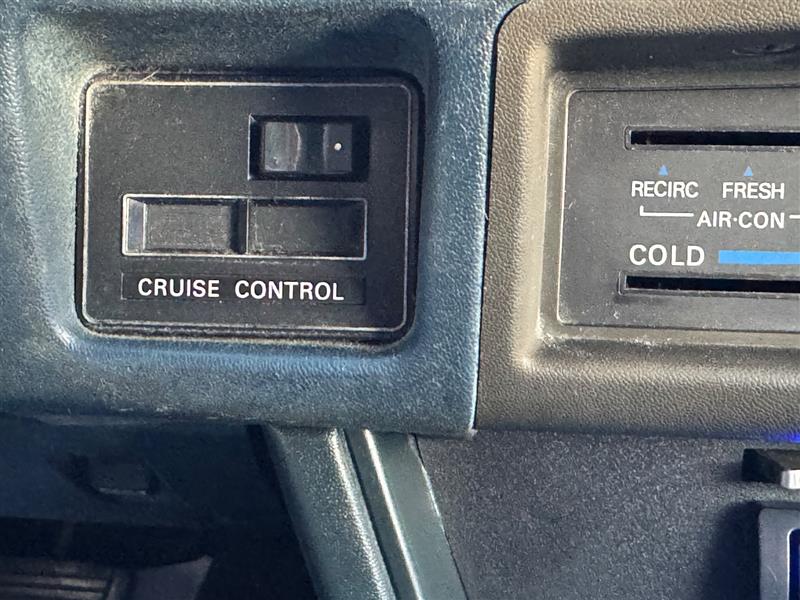 CRUISE CONTROL
RECIRC FRESH
AIR·CON
COLD